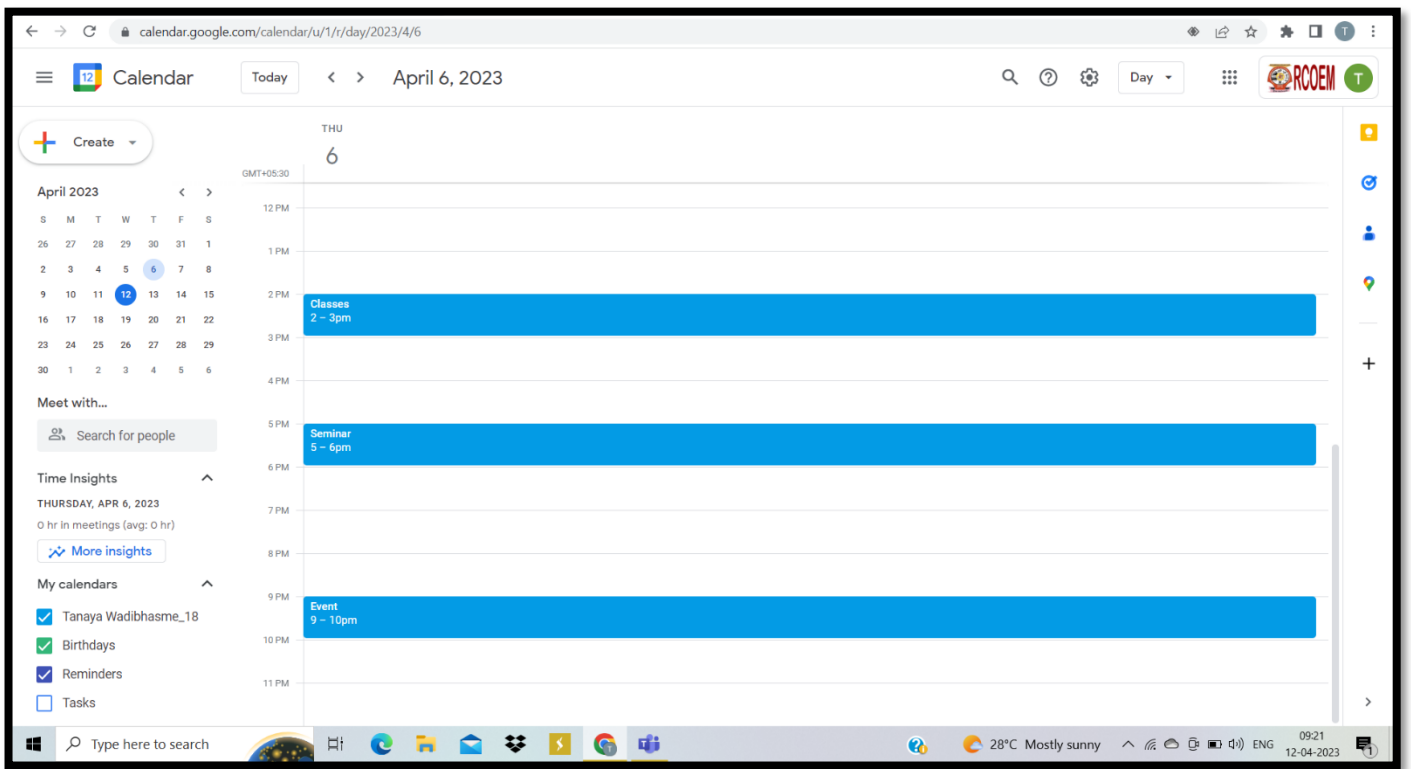 calendar.google.com/calendar/u/1/r/day/2023/4/6
T
12 Calendar Today April 6, 2023 Day RCOEM T
Create
THU
6
GMT+05:30
April 2023
S M T W T F S
26 27 28 29 30 31 1
2 3 4 5 6 7 8
9 10 11 12 13 14 15
16 17 18 19 20 21 22
23 24 25 26 27 28 29
30 1 2 3 4 5 6
Meet with...
Search for people
Time Insights
THURSDAY, APR 6, 2023
0 hr in meetings (avg: 0 hr)
More insights
My calendars
Tanaya Wadibhasme_18
Birthdays
Reminders
Tasks
12 PM
1 PM
2 PM
Classes
2 – 3pm
3 PM
4 PM
5 PM
Seminar
5 – 6pm
6 PM
7 PM
8 PM
9 PM
Event
9 – 10pm
10 PM
11 PM
Type here to search
28°C Mostly sunny
ENG
09:21
12-04-2023
1